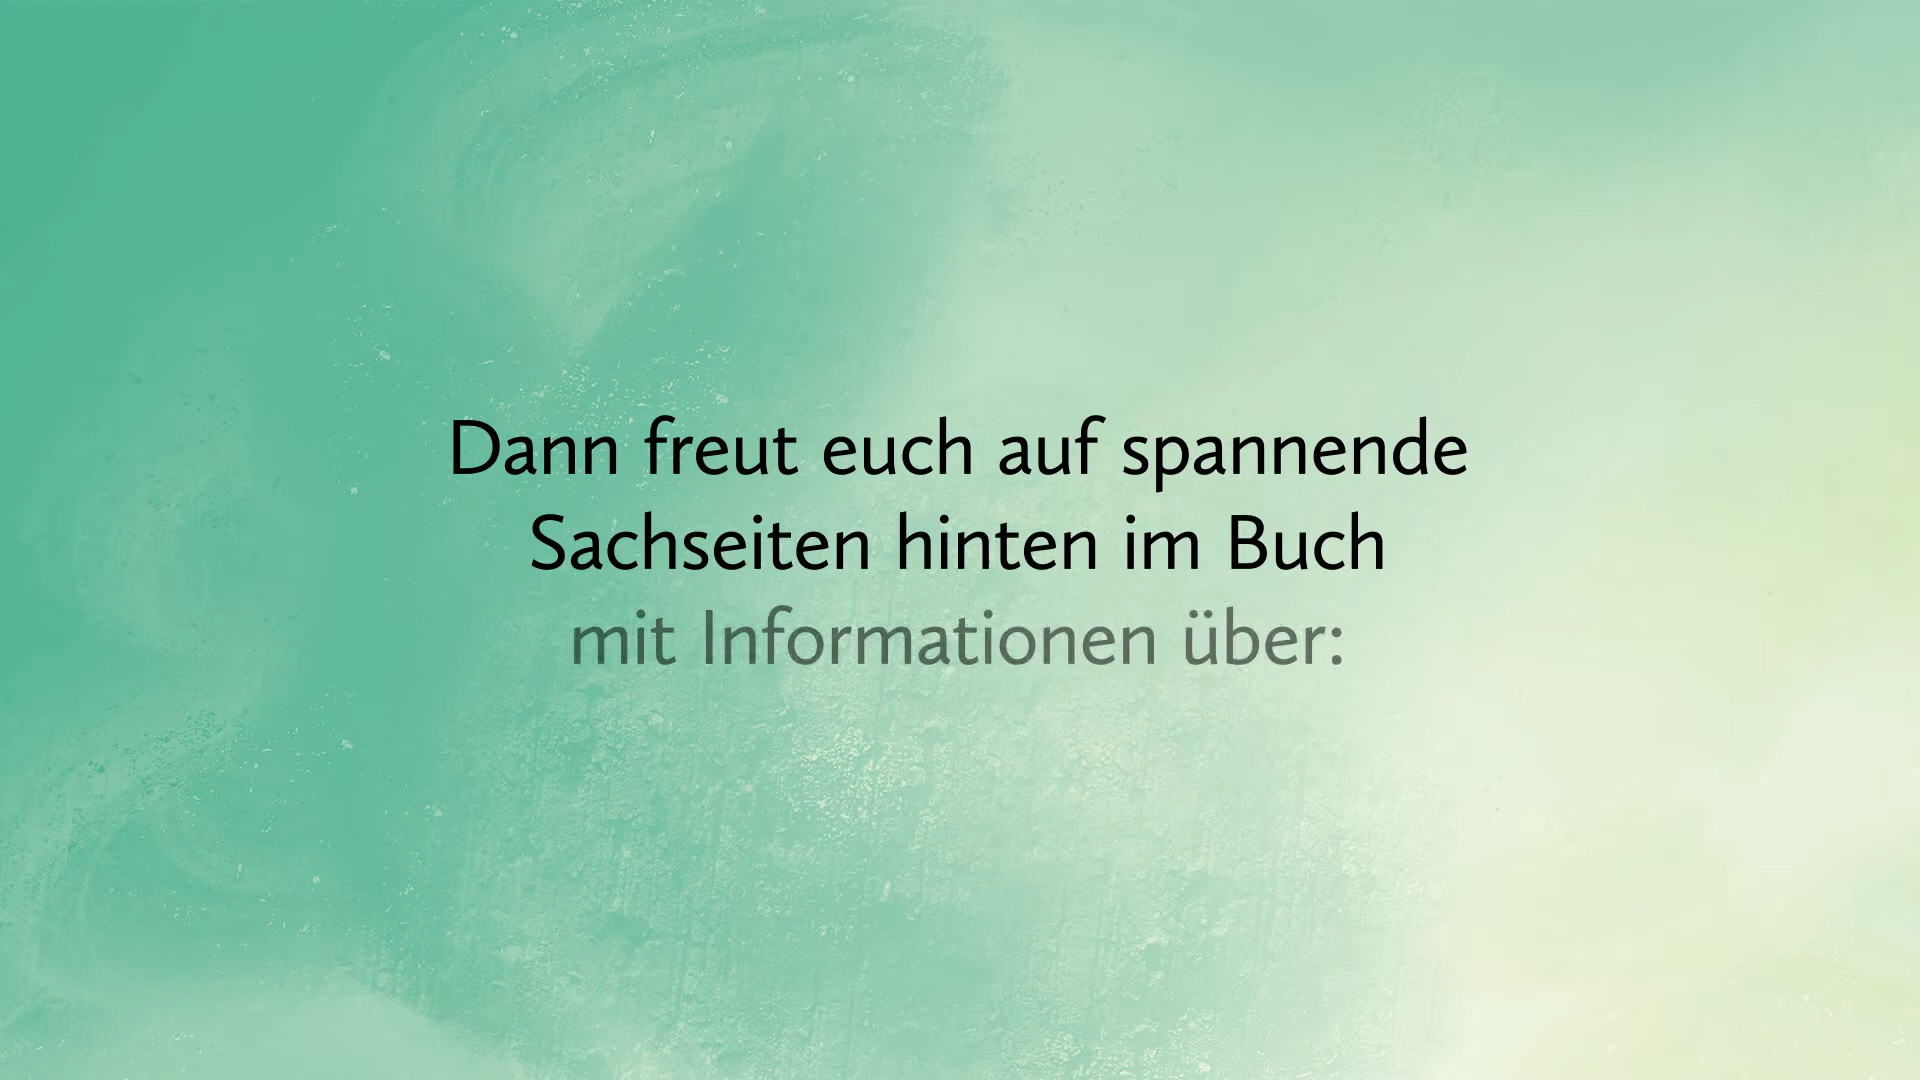 Dann freut euch auf spannende
Sachseiten hinten im Buch
mit Informationen über: